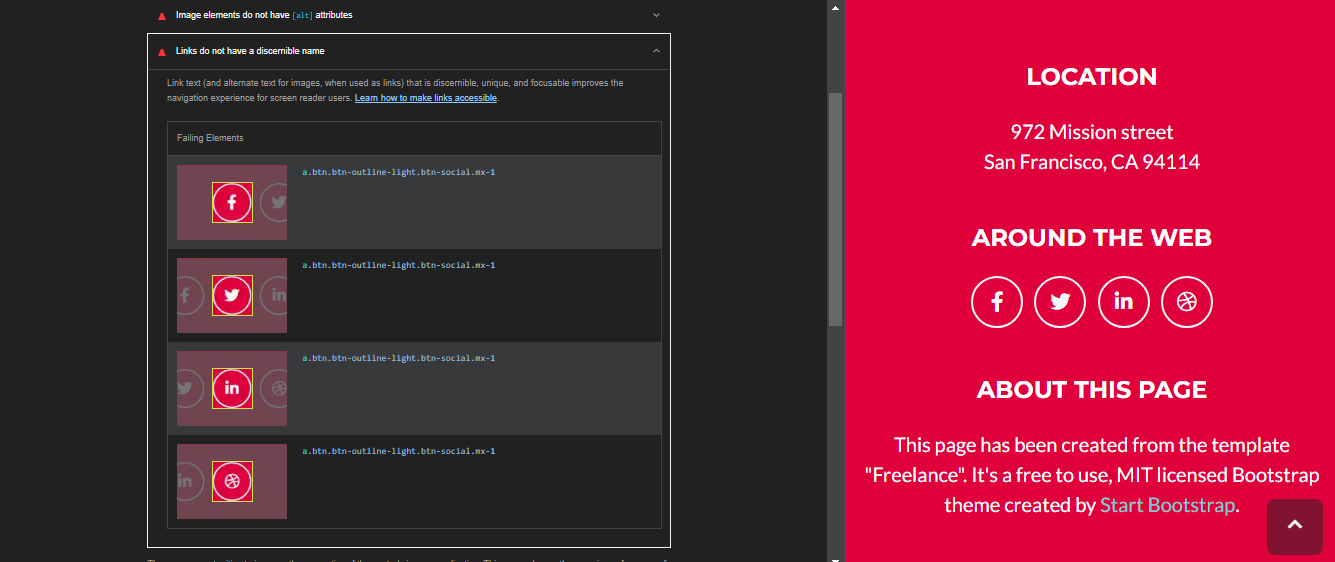 Image elements do not have [alt] attributes
Links do not have a discernible name
Link text (and alternate text for images, when used as links) that is discernible, unique, and focusable improves the
navigation experience for screen reader users. Learn how to make links accessible.
Failing Elements
a.btn.btn-outline-light.btn-social.mx-1
a.btn.btn-outline-light.btn-social.mx-1
a.btn.btn-outline-light.btn-social.mx-1
a.btn.btn-outline-light.btn-social.mx-1
LOCATION
972 Mission street
San Francisco, CA 94114
AROUND THE WEB
ABOUT THIS PAGE
This page has been created from the template
"Freelance". It's a free to use, MIT licensed Bootstrap
theme created by Start Bootstrap.